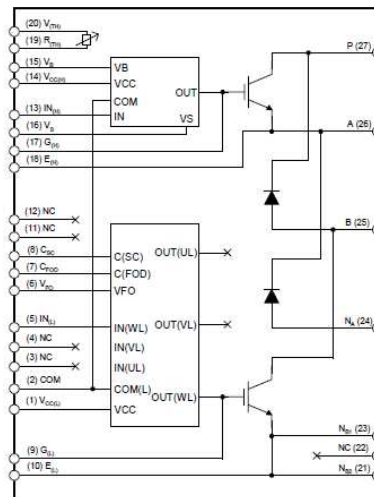 (20) V(TH)
(19) R(TH)
(15) VB
(14) VCC(H)
(13) IN(H)
(16) VS
(17) G(H)
(18) E(H)
VB
VCC
COM
IN
OUT
VS
P (27)
A (26)
(12) NC
(11) NC
(8) CSC
(7) CFOD
(6) VFO
(5) IN(L)
(4) NC
(3) NC
(2) COM
(1) VCC(L)
C(SC)
C(FOD)
VFO
IN(WL)
IN(VL)
IN(UL)
COM(L)
VCC
OUT(UL)
OUT(VL)
OUT(WL)
B (25)
NA (24)
(9) G(L)
(10) E(L)
NB1 (23)
NC (22)
NB2 (21)